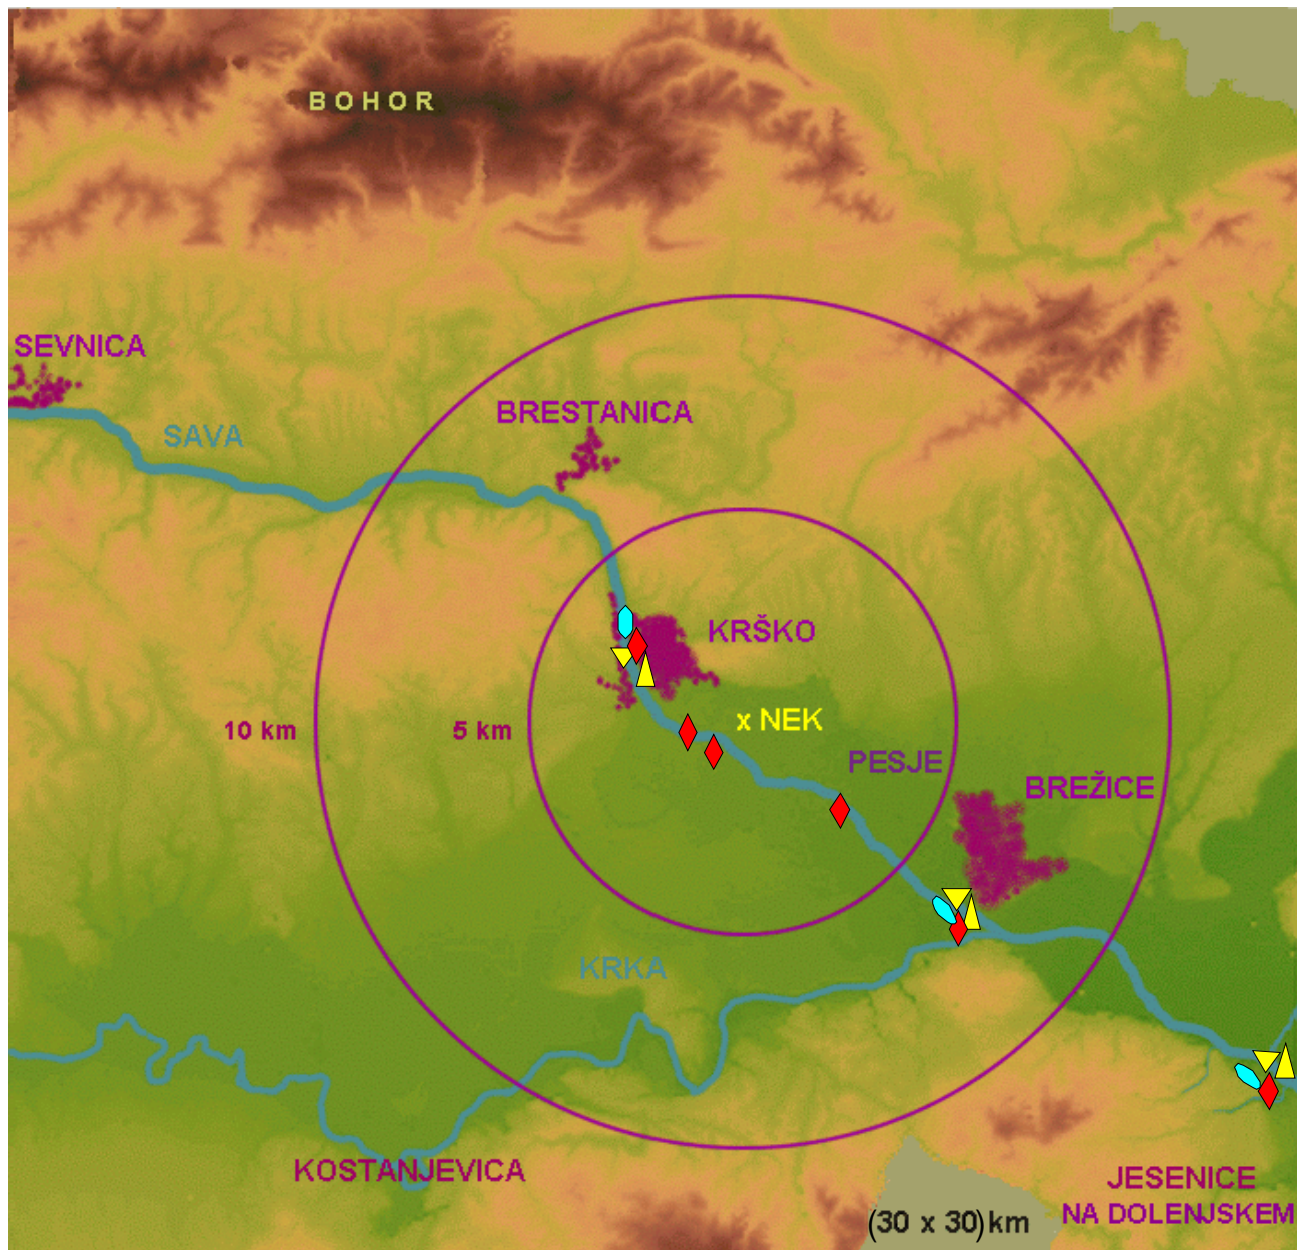 BOHOR
SEVNICA
BRESTANICA
SAVA
KRŠKO
x NEK
10 km
5 km
PESJE
BREŽICE
KRKA
KOSTANJEVICA
JESENICE
NA DOLENJSKEM
(30 x 30)km